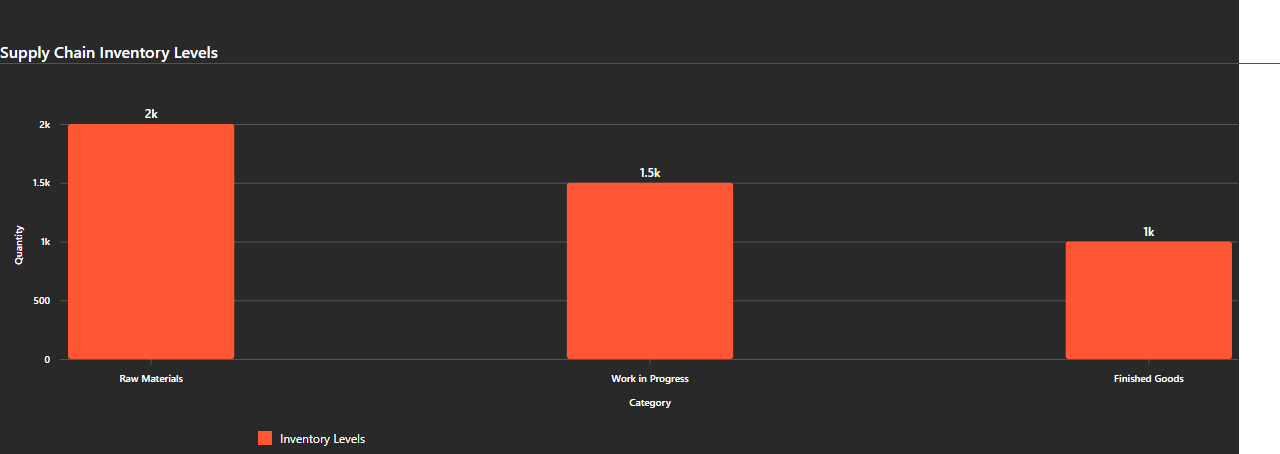 Supply Chain Inventory Levels
2k
2k
1.5k
1.5k
1k
1k
500
0
Quantity
Raw Materials
Work in Progress
Finished Goods
Category
Inventory Levels